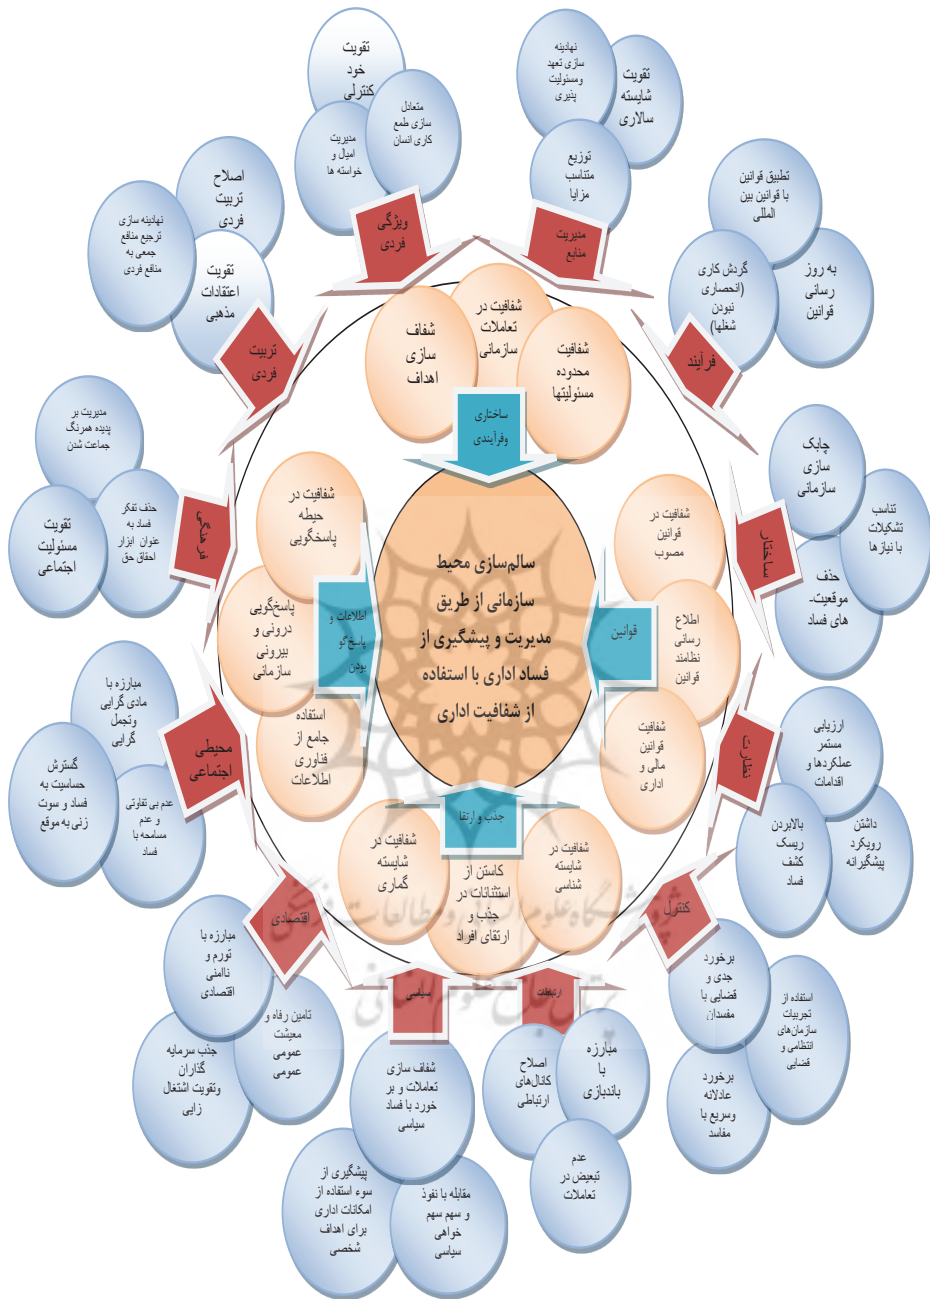 تقویت
خود
کنترلی
متعادل
سازی طمع
کاری انسان
مدیریت
امیال و
خواسته ها
ویژگی
فردی
نهادینه
سازی تعهد
ومسئولیت
پذیری
تقویت
شایسته
سالاری
توزیع
متناسب
مزایا
مدیریت
منابع
تطبیق قوانین
با قوانین بین
المللی
گردش کاری
(انحصاری
نبودن
شغلها)
به روز
رسانی
قوانین
فرآیند
چابک
سازی
سازمانی
تناسب
تشکیلات
با نیازها
حذف
موقعیت-
های فساد
ساختار
ارزیابی
مستمر
عملکردها و
اقدامات
بالابردن
ریسک
کشف
فساد
داشتن
رویکرد
پیشگیرانه
نظارت
برخورد
جدی و
قضایی با
مفسدان
استفاده از
تجربیات
سازمان‌های
انتظامی و
قضایی
برخورد
عادلانه
وسریع با
مفاسد
کنترل
مبارزه
با
باندبازی
اصلاح
کانال‌های
ارتباطی
عدم
تبعیض در
تعاملات
ارتباطات
شفاف سازی
تعاملات و بر
خورد با فساد
سیاسی
پیشگیری از
سوء استفاده از
امکانات اداری
برای اهداف
شخصی
مقابله با نفوذ
و سهم سهم
خواهی
سیاسی
سیاسی
مبارزه با
تورم و
ناامنی
اقتصادی
تامین رفاه و
معیشت
عمومی
عمومی
جذب سرمایه
گذاران
وتقویت اشتغال
زایی
اقتصادی
مبارزه با
مادی گرایی
وتجمل
گرایی
گسترش
حساسیت به
فساد و سوت
زنی به موقع
عدم بی تفاوتی
و عدم
مسامحه با
فساد
محیطی
اجتماعی
مدیریت بر
پدیده همرنگ
جماعت شدن
تقویت
مسئولیت
اجتماعی
حذف تفکر
فساد به
عنوان ابزار
احقاق حق
فرهنگی
اصلاح
تربیت
فردی
نهادینه سازی
ترجیع منافع
جمعی به
منافع فردی
تقویت
اعتقادات
مذهبی
تربیت
فردی
شفافیت در
تعاملات
سازمانی
شفاف
سازی
اهداف
شفافیت
محدوده
مسئولیتها
ساختاری
وفرآیندی
شفافیت در
قوانین
مصوب
اطلاع
رسانی
نظامند
قوانین
شفافیت
قوانین
مالی و
اداری
قوانین
شفافیت در
شایسته
شناسی
کاستن از
استثنائات در
جذب و
ارتقای افراد
شفافیت در
شایسته
گماری
جذب و ارتقا
شفافیت در
حیطه
پاسخگویی
پاسخ‌گویی
درونی و
بیرونی
سازمانی
استفاده
جامع از
فناوری
اطلاعات
اطلاعات و
پاسخ‌گو
بودن
سالم‌سازی محیط
سازمانی از طریق
مدیریت و پیشگیری از
فساد اداری با استفاده
از شفافیت اداری
پژوهشگاه علوم انسانی و مطالعات فرهنگی
پرتال جامع علوم انسانی